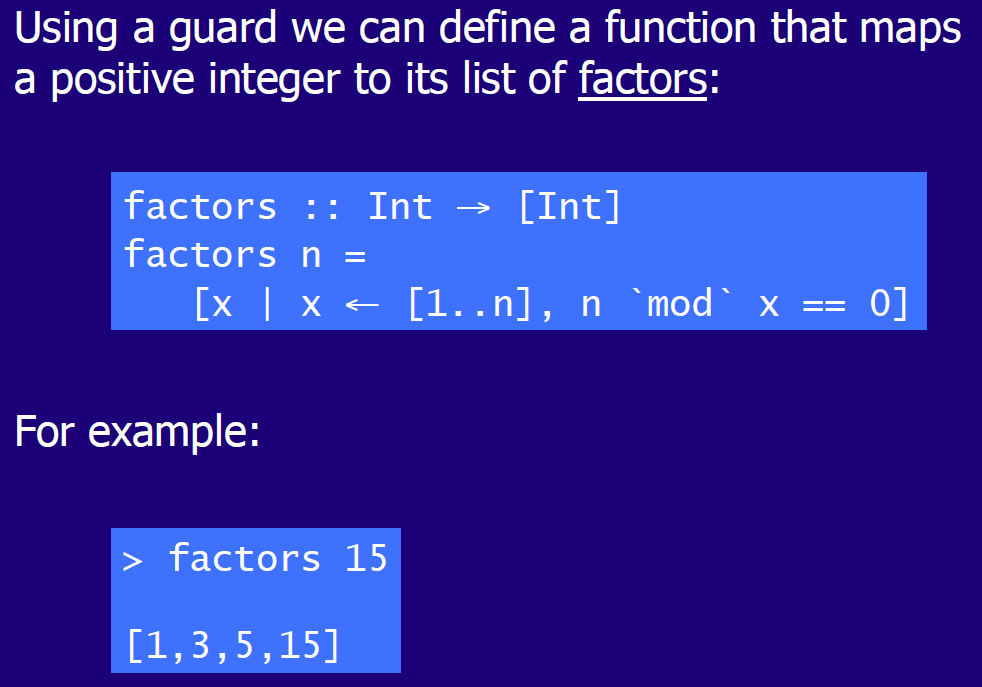 Using a guard we can define a function that maps
a positive integer to its list of factors:
factors :: Int → [Int]
factors n =
   [x | x ← [1..n], n `mod` x == 0]
For example:
> factors 15
[1,3,5,15]